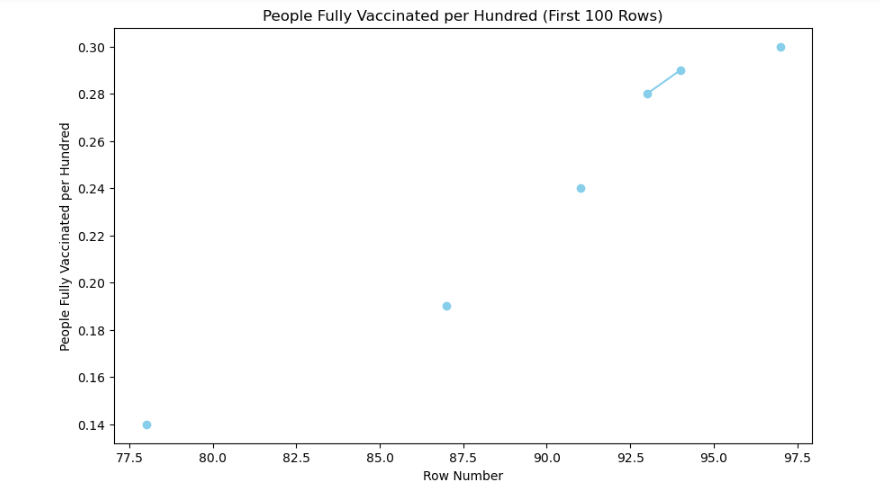 People Fully Vaccinated per Hundred (First 100 Rows)
People Fully Vaccinated per Hundred
0.30
0.28
0.26
0.24
0.22
0.20
0.18
0.16
0.14
77.5 80.0 82.5 85.0 87.5 90.0 92.5 95.0 97.5
Row Number